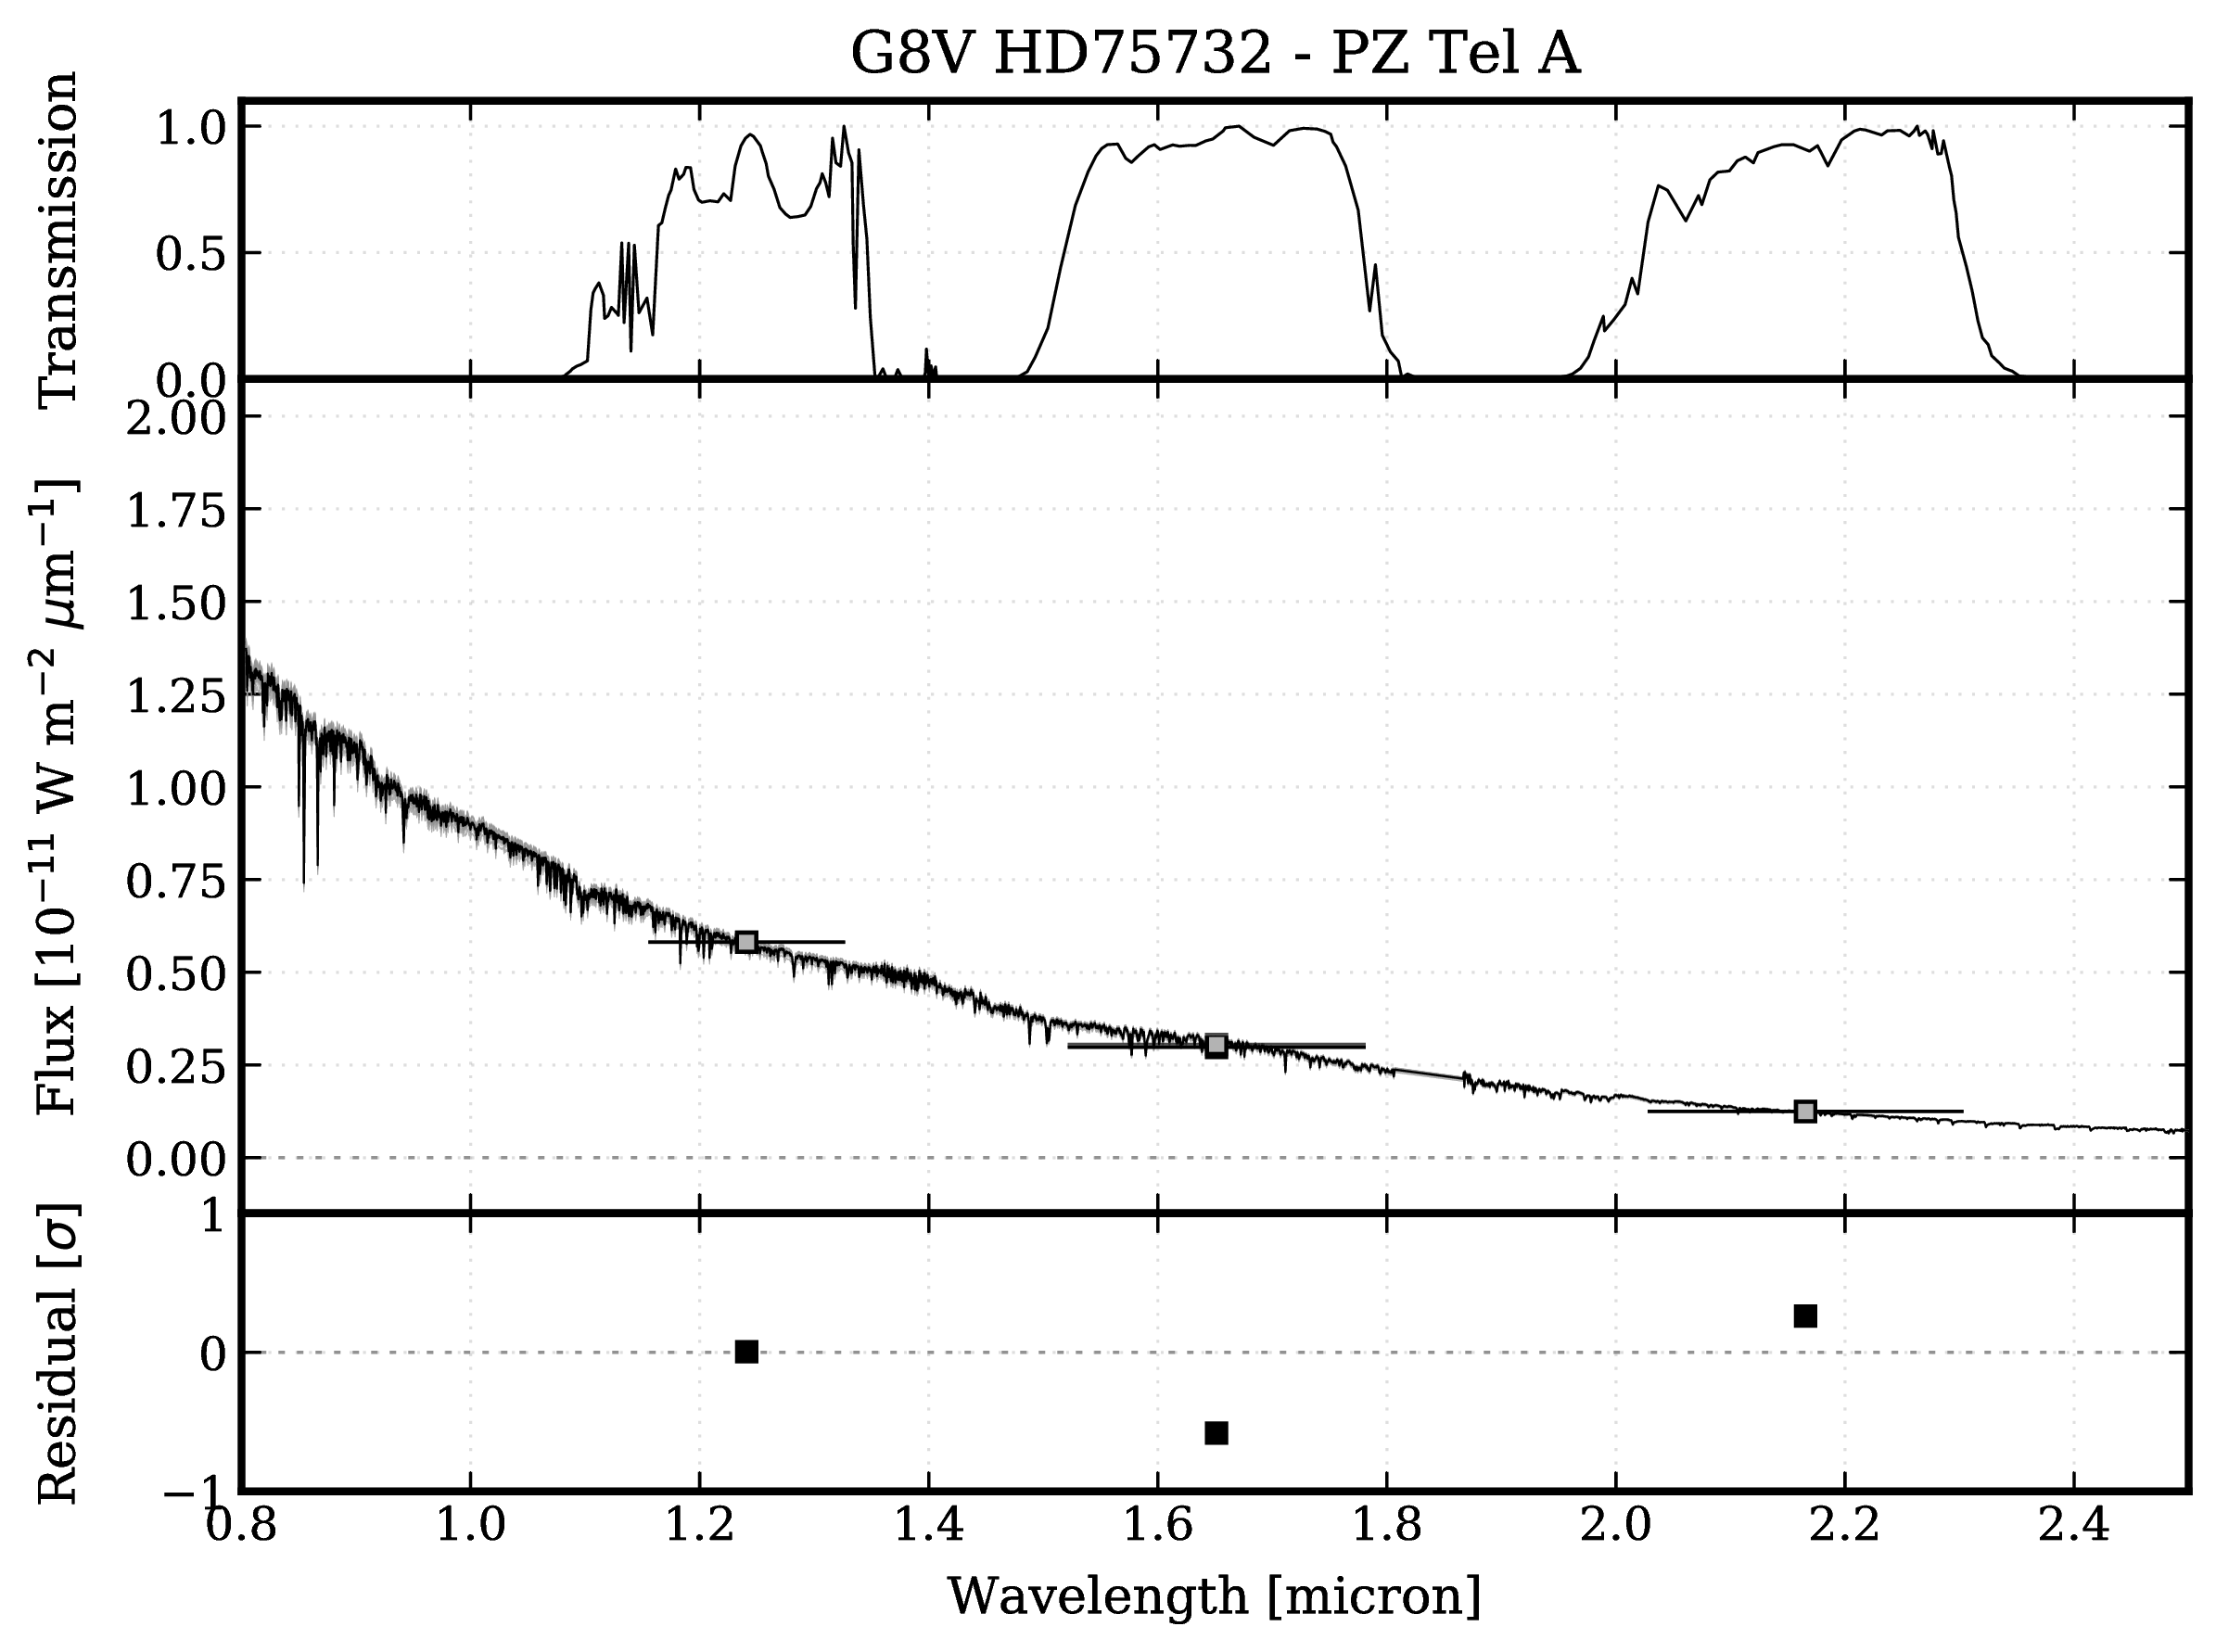 G8V HD75732 - PZ Tel A
Transmission
1.0
0.5
0.0
Flux [10⁻¹¹ W m⁻² μm⁻¹]
2.00
1.75
1.50
1.25
1.00
0.75
0.50
0.25
0.00
Residual [σ]
1
0
−1
0.8 1.0 1.2 1.4 1.6 1.8 2.0 2.2 2.4
Wavelength [micron]